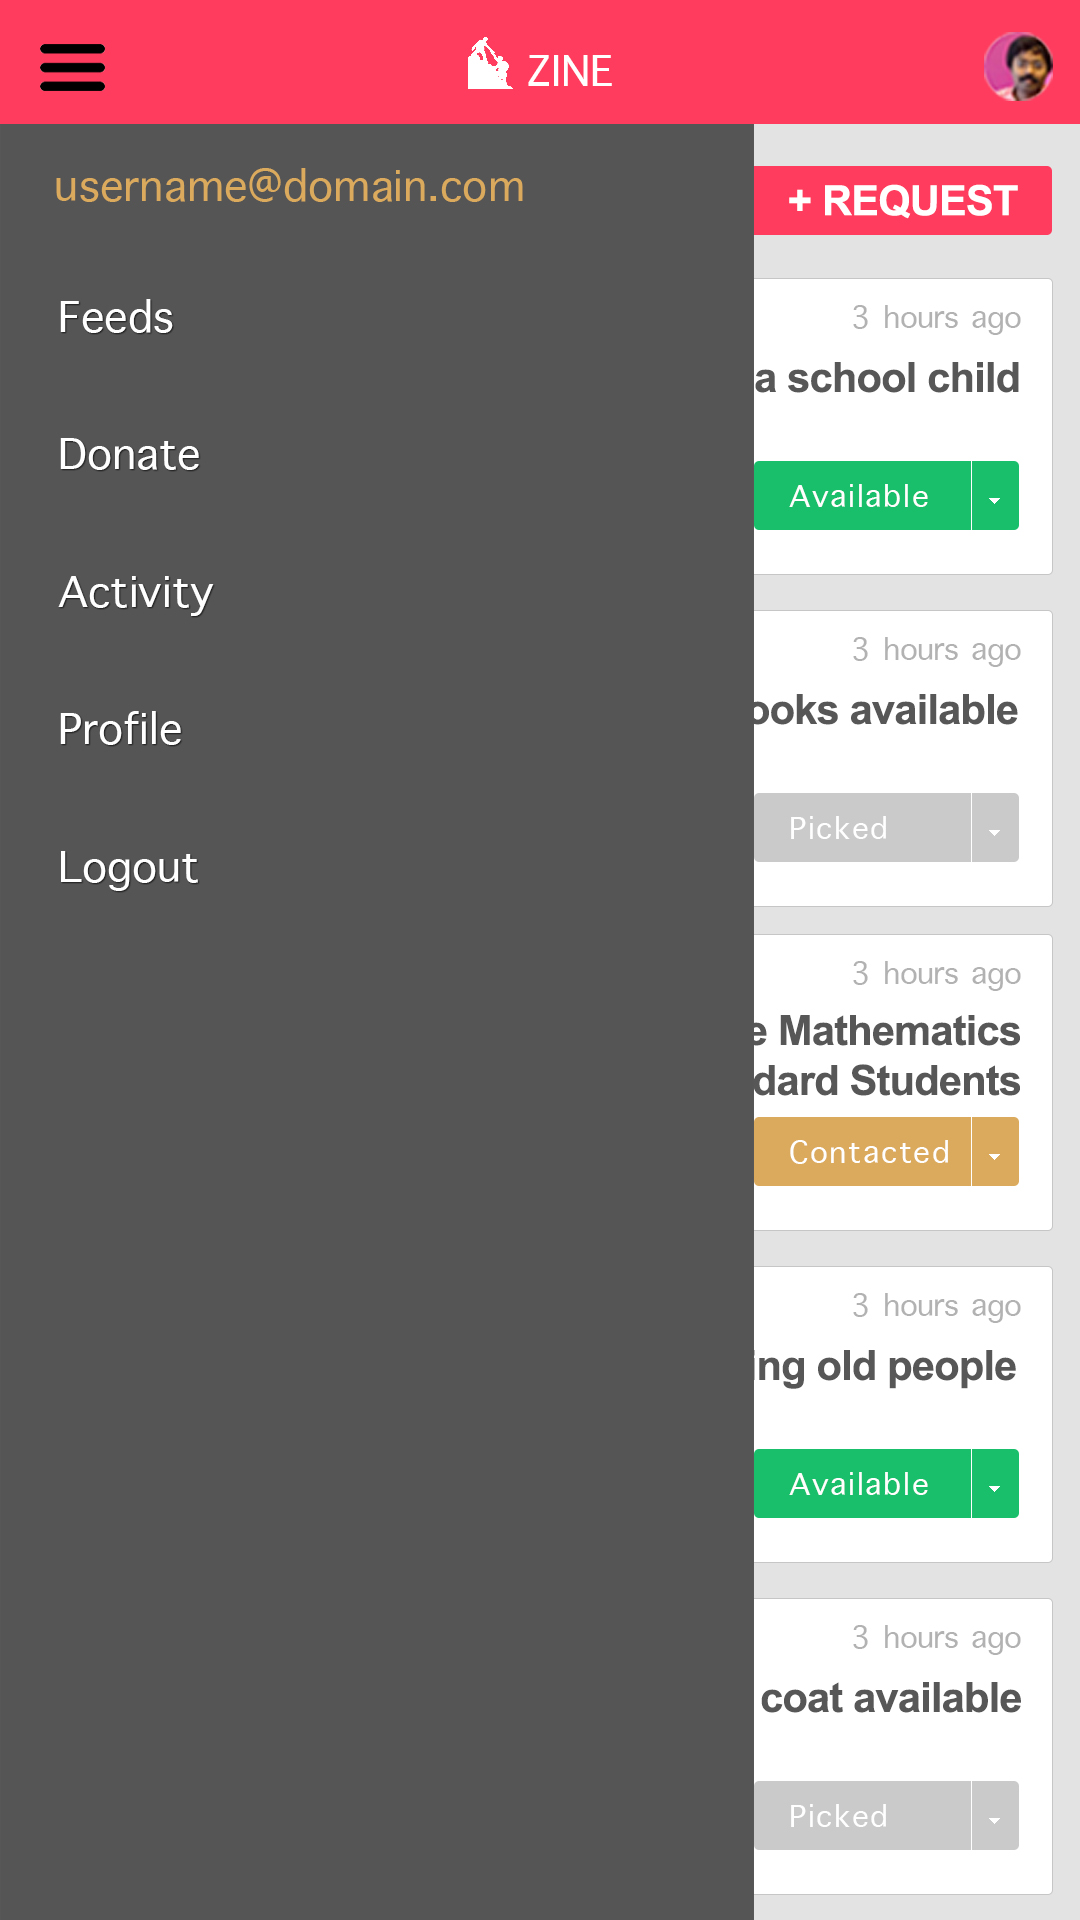 ZINE
username@domain.com
Feeds
Donate
Activity
Profile
Logout
+ REQUEST
3 hours ago
a school child
Available
3 hours ago
ooks available
Picked
3 hours ago
e Mathematics
dard Students
Contacted
3 hours ago
ing old people
Available
3 hours ago
coat available
Picked